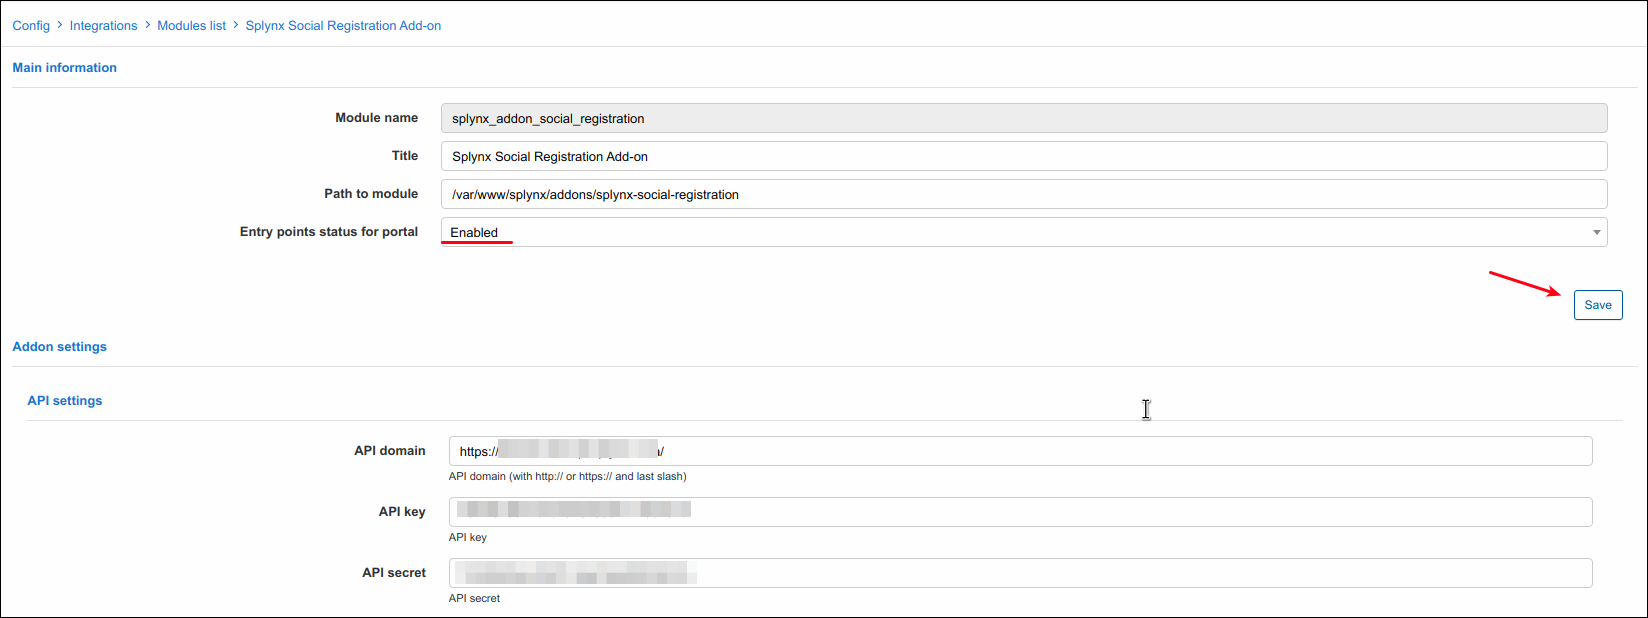 Config > Integrations > Modules list > Splynx Social Registration Add-on
Main information
Module name splynx_addon_social_registration
Title Splynx Social Registration Add-on
Path to module /var/www/splynx/addons/splynx-social-registration
Entry points status for portal Enabled
Save
Addon settings
API settings
API domain https:// /
API domain (with http:// or https:// and last slash)
API key
API key
API secret
API secret